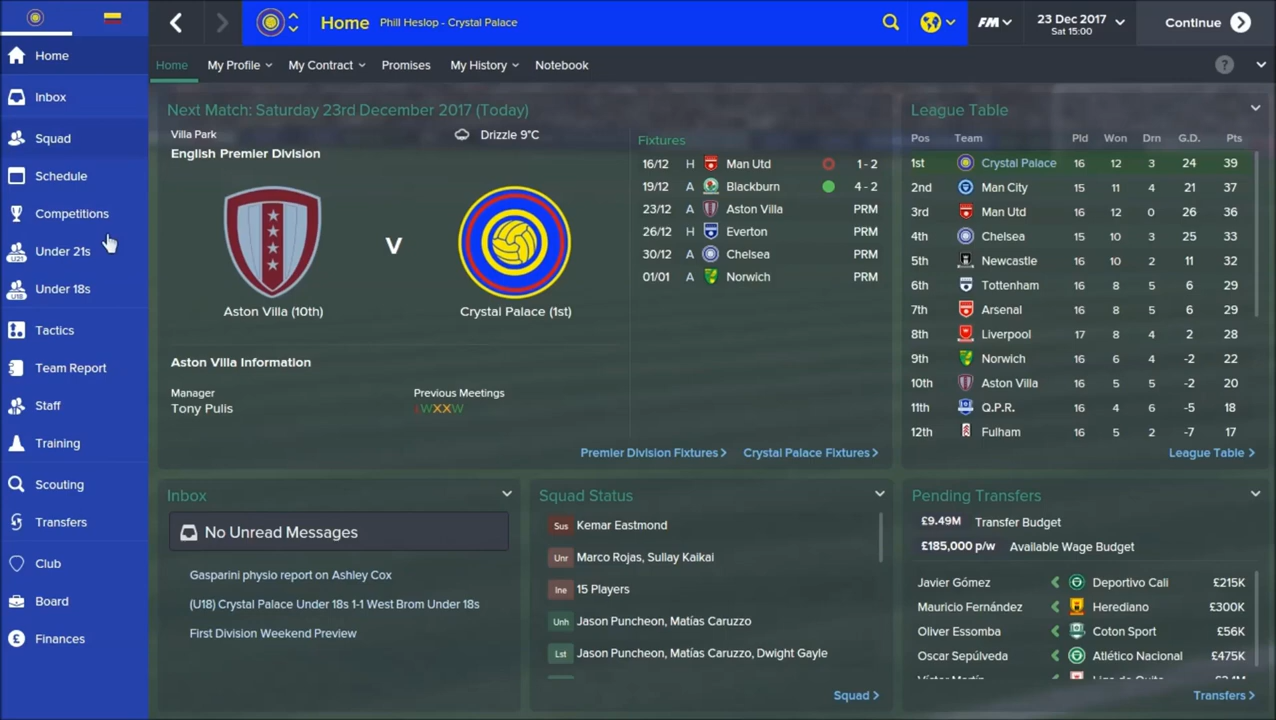 Home
Phill Heslop - Crystal Palace
FM
23 Dec 2017
Sat 15:00
Continue
Home
Inbox
Squad
Schedule
Competitions
U21
Under 21s
U18
Under 18s
Tactics
Team Report
Staff
Training
Scouting
Transfers
Club
Board
£ Finances
Home My Profile My Contract Promises My History Notebook ?
Next Match: Saturday 23rd December 2017 (Today)
Villa Park Drizzle 9°C
English Premier Division
V
Aston Villa (10th) Crystal Palace (1st)
Aston Villa Information
Manager Previous Meetings
Tony Pulis LWXXW
Fixtures
16/12 H Man Utd 1 - 2
19/12 A Blackburn 4 - 2
23/12 A Aston Villa PRM
26/12 H Everton PRM
30/12 A Chelsea PRM
01/01 A Norwich PRM
Premier Division Fixtures > Crystal Palace Fixtures >
League Table
Pos Team Pld Won Drn G.D. Pts
1st Crystal Palace 16 12 3 24 39
2nd Man City 15 11 4 21 37
3rd Man Utd 16 12 0 26 36
4th Chelsea 15 10 3 25 33
5th Newcastle 16 10 2 11 32
6th Tottenham 16 8 5 6 29
7th Arsenal 16 8 5 6 29
8th Liverpool 17 8 4 2 28
9th Norwich 16 6 4 -2 22
10th Aston Villa 16 5 5 -2 20
11th Q.P.R. 16 4 6 -5 18
12th Fulham 16 5 2 -7 17
League Table >
Inbox
No Unread Messages
Gasparini physio report on Ashley Cox
(U18) Crystal Palace Under 18s 1-1 West Brom Under 18s
First Division Weekend Preview
Squad Status
Sus Kemar Eastmond
Unr Marco Rojas, Sullay Kaikai
Ine 15 Players
Unh Jason Puncheon, Matías Caruzzo
Lst Jason Puncheon, Matías Caruzzo, Dwight Gayle
Squad >
Pending Transfers
£9.49M Transfer Budget
£185,000 p/w Available Wage Budget
Javier Gómez Deportivo Cali £215K
Mauricio Fernández Herediano £300K
Oliver Essomba Coton Sport £56K
Oscar Sepúlveda Atlético Nacional £475K
Transfers >